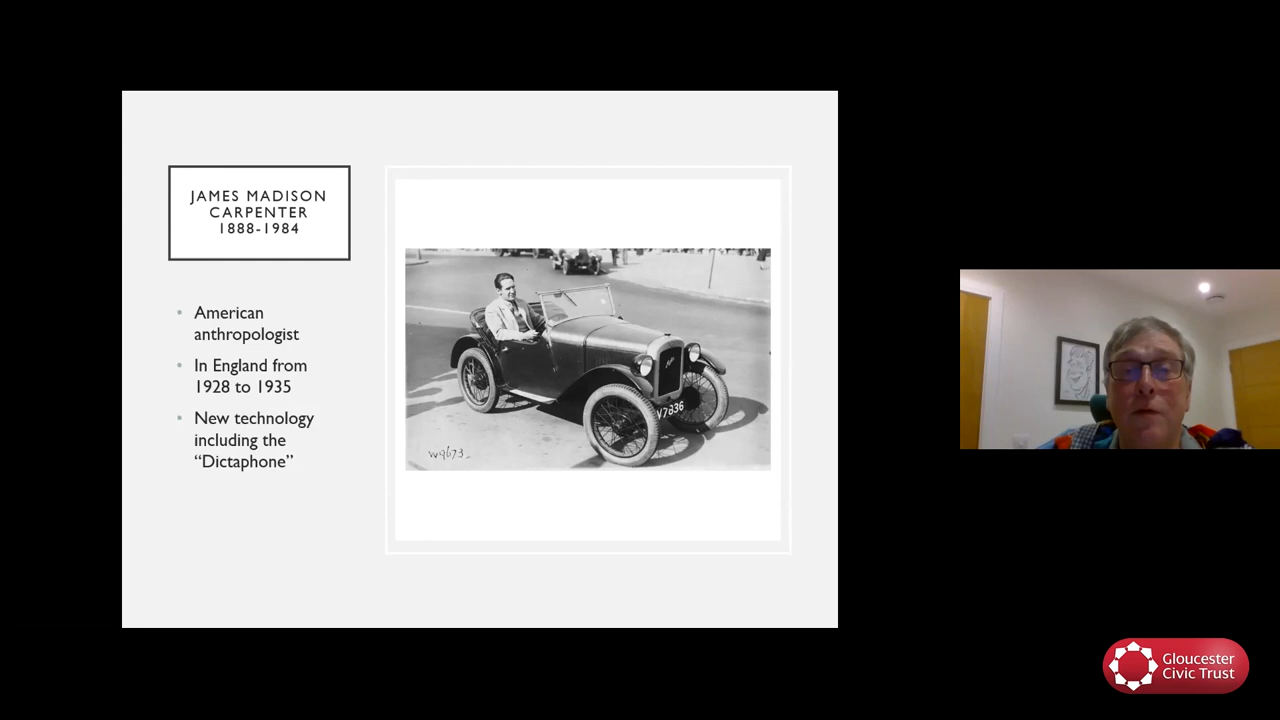 JAMES MADISON
CARPENTER
1888-1984
American
anthropologist
In England from
1928 to 1935
New technology
including the
“Dictaphone”
V7836
W9673_
Gloucester
Civic Trust